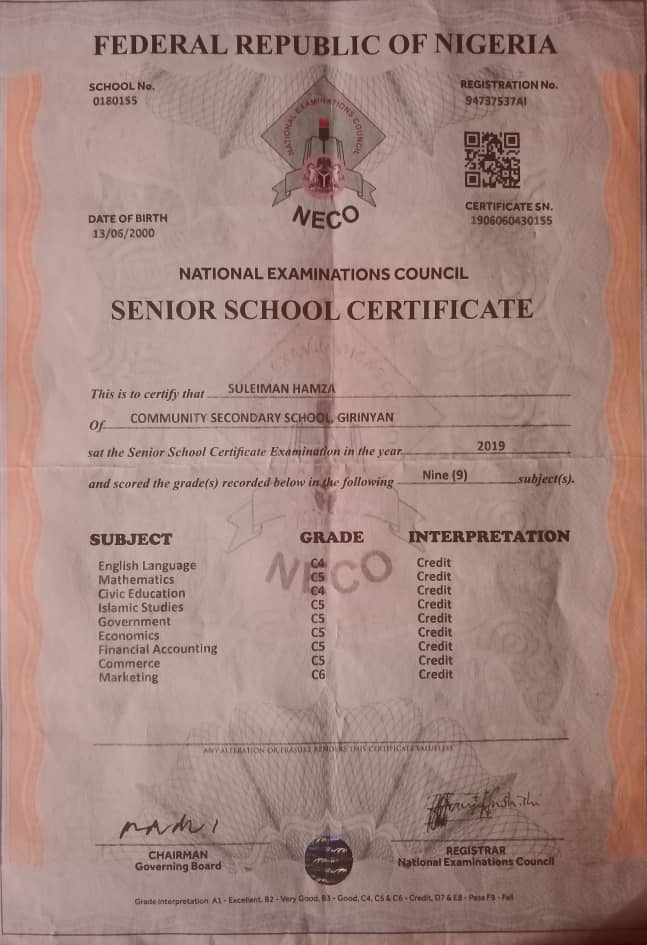 FEDERAL REPUBLIC OF NIGERIA
SCHOOL No.
0180155
REGISTRATION No.
94737537AI
NATIONAL EXAMINATIONS COUNCIL
NECO
DATE OF BIRTH
13/06/2000
CERTIFICATE SN.
1906060430155
NATIONAL EXAMINATIONS COUNCIL
SENIOR SCHOOL CERTIFICATE
This is to certify that SULEIMAN HAMZA
Of COMMUNITY SECONDARY SCHOOL, GIRINYAN
sat the Senior School Certificate Examination in the year 2019
and scored the grade(s) recorded below in the following Nine (9) subject(s).
SUBJECT GRADE INTERPRETATION
English Language C4 Credit
Mathematics C5 Credit
Civic Education C4 Credit
Islamic Studies C5 Credit
Government C5 Credit
Economics C5 Credit
Financial Accounting C5 Credit
Commerce C5 Credit
Marketing C6 Credit
NECO
ANY ALTERATION OR ERASURE RENDERS THIS CERTIFICATE VALUELESS
CHAIRMAN
Governing Board
REGISTRAR
National Examinations Council
Grade Interpretation: A1 - Excellent, B2 - Very Good, B3 - Good, C4, C5 & C6 - Credit, D7 & E8 - Pass F9 - Fail